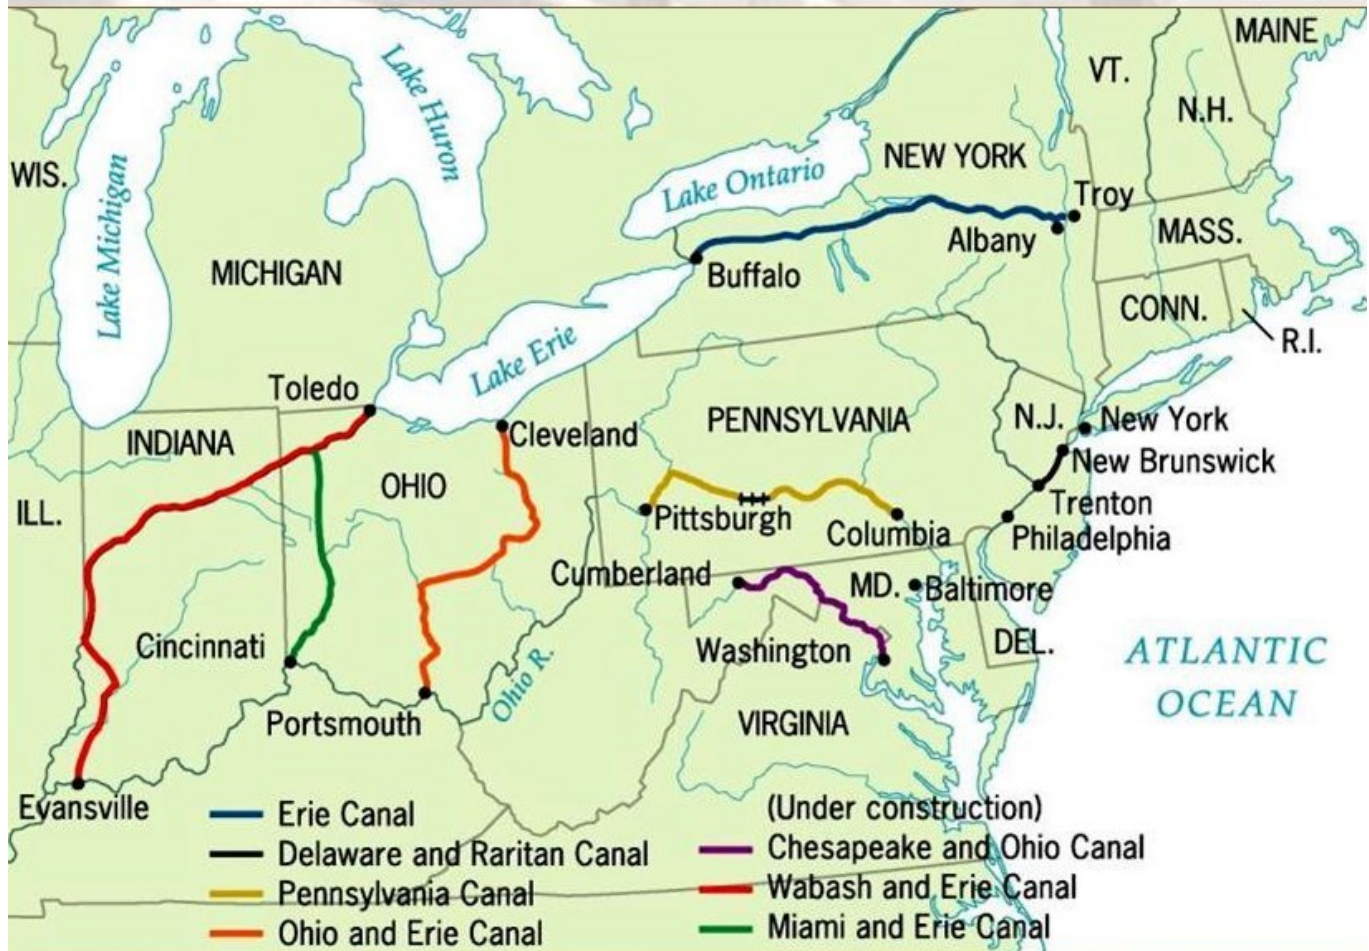 MAINE
VT.
N.H.
Lake Huron
NEW YORK
WIS.
Lake Michigan
Lake Ontario
Troy
Albany
MASS.
MICHIGAN
Buffalo
CONN.
R.I.
Lake Erie
Toledo
PENNSYLVANIA
N.J.
New York
INDIANA
Cleveland
New Brunswick
OHIO
Trenton
ILL.
Pittsburgh
Columbia
Philadelphia
Cumberland
MD.
Baltimore
Cincinnati
Washington
DEL.
ATLANTIC
OCEAN
Ohio R.
Portsmouth
VIRGINIA
Evansville
Erie Canal
Delaware and Raritan Canal
Pennsylvania Canal
Ohio and Erie Canal
(Under construction)
Chesapeake and Ohio Canal
Wabash and Erie Canal
Miami and Erie Canal